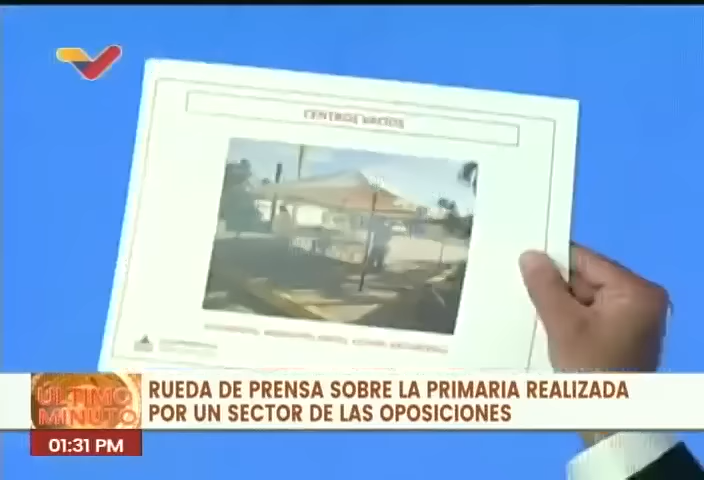 CENTROS VACÍOS
ÚLTIMO
MINUTO
RUEDA DE PRENSA SOBRE LA PRIMARIA REALIZADA
POR UN SECTOR DE LAS OPOSICIONES
01:31 PM